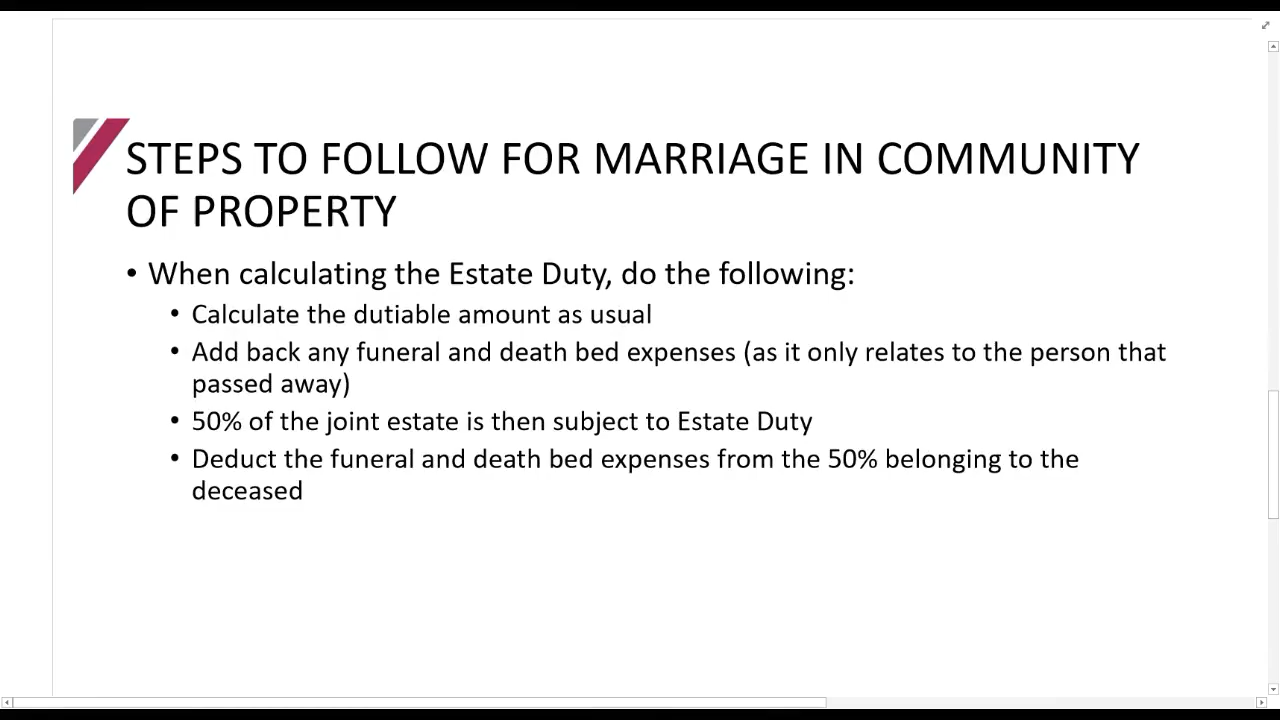 STEPS TO FOLLOW FOR MARRIAGE IN COMMUNITY
OF PROPERTY
• When calculating the Estate Duty, do the following:
• Calculate the dutiable amount as usual
• Add back any funeral and death bed expenses (as it only relates to the person that
passed away)
• 50% of the joint estate is then subject to Estate Duty
• Deduct the funeral and death bed expenses from the 50% belonging to the
deceased